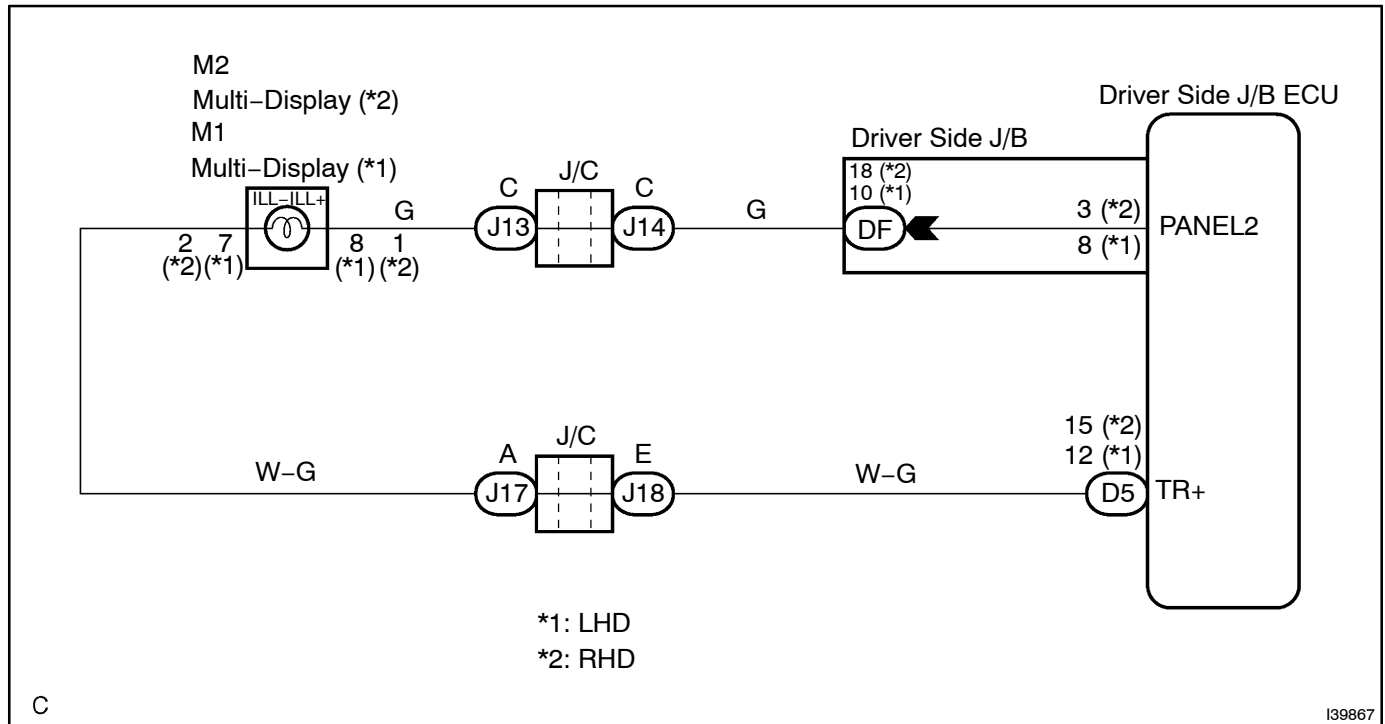 M2
Multi–Display (*2)
M1
Multi–Display (*1)
ILL–ILL+
2
(*2)
7
(*1)
8
(*1)
G
1
(*2)
C
J13
J/C
C
J14
G
Driver Side J/B
18 (*2)
10 (*1)
DF
3 (*2)
8 (*1)
Driver Side J/B ECU
PANEL2
W–G
A
J17
J/C
E
J18
W–G
15 (*2)
12 (*1)
D5
TR+
*1: LHD
*2: RHD
C
I39867